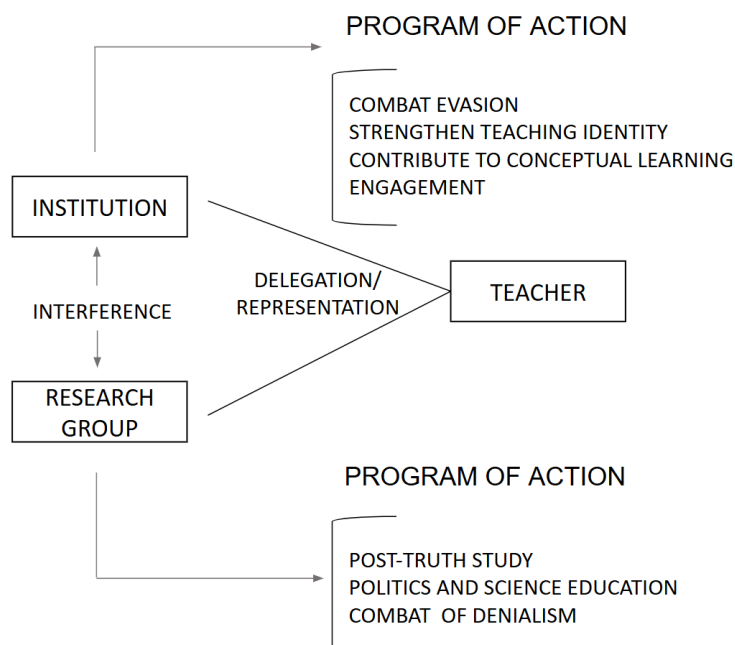 PROGRAM OF ACTION
COMBAT EVASION
STRENGTHEN TEACHING IDENTITY
CONTRIBUTE TO CONCEPTUAL LEARNING
ENGAGEMENT
INSTITUTION
DELEGATION/
REPRESENTATION
TEACHER
INTERFERENCE
RESEARCH
GROUP
PROGRAM OF ACTION
POST-TRUTH STUDY
POLITICS AND SCIENCE EDUCATION
COMBAT OF DENIALISM